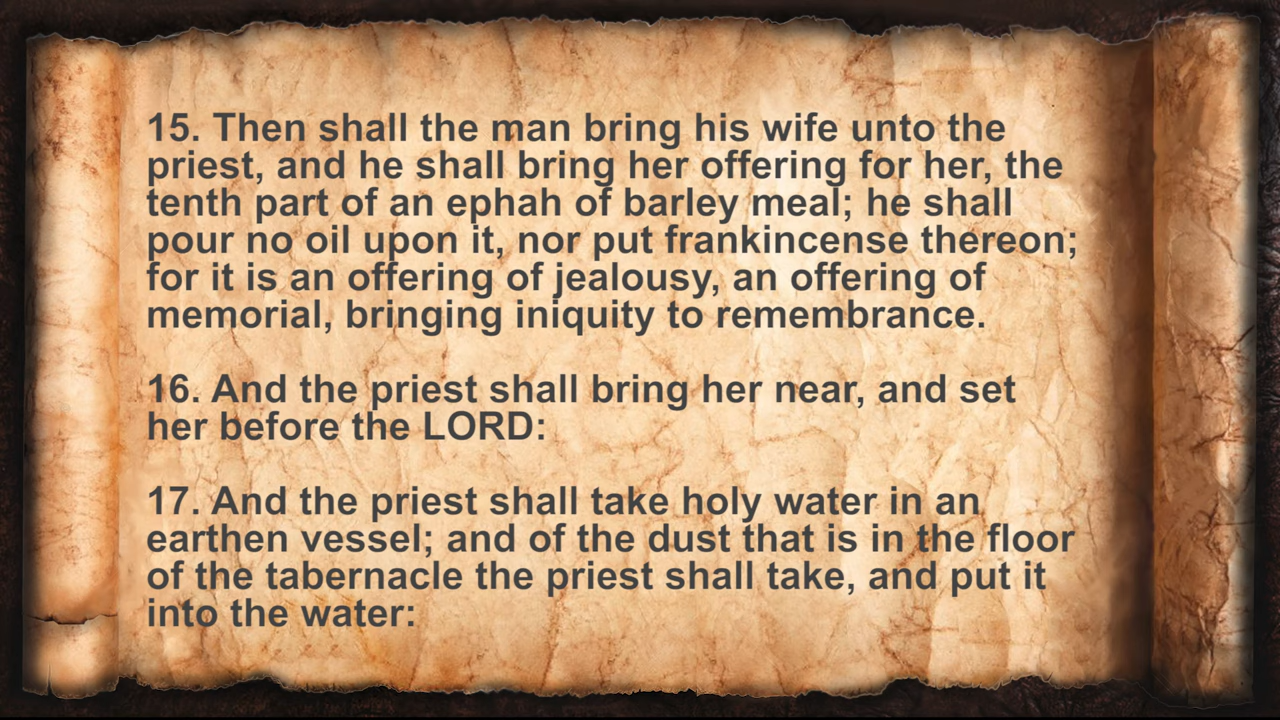 15. Then shall the man bring his wife unto the
priest, and he shall bring her offering for her, the
tenth part of an ephah of barley meal; he shall
pour no oil upon it, nor put frankincense thereon;
for it is an offering of jealousy, an offering of
memorial, bringing iniquity to remembrance.
16. And the priest shall bring her near, and set
her before the LORD:
17. And the priest shall take holy water in an
earthen vessel; and of the dust that is in the floor
of the tabernacle the priest shall take, and put it
into the water: